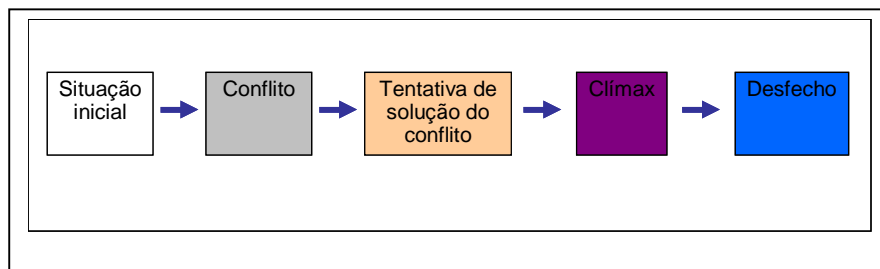 Situação
inicial
Conflito
Tentativa de
solução do
conflito
Clímax
Desfecho